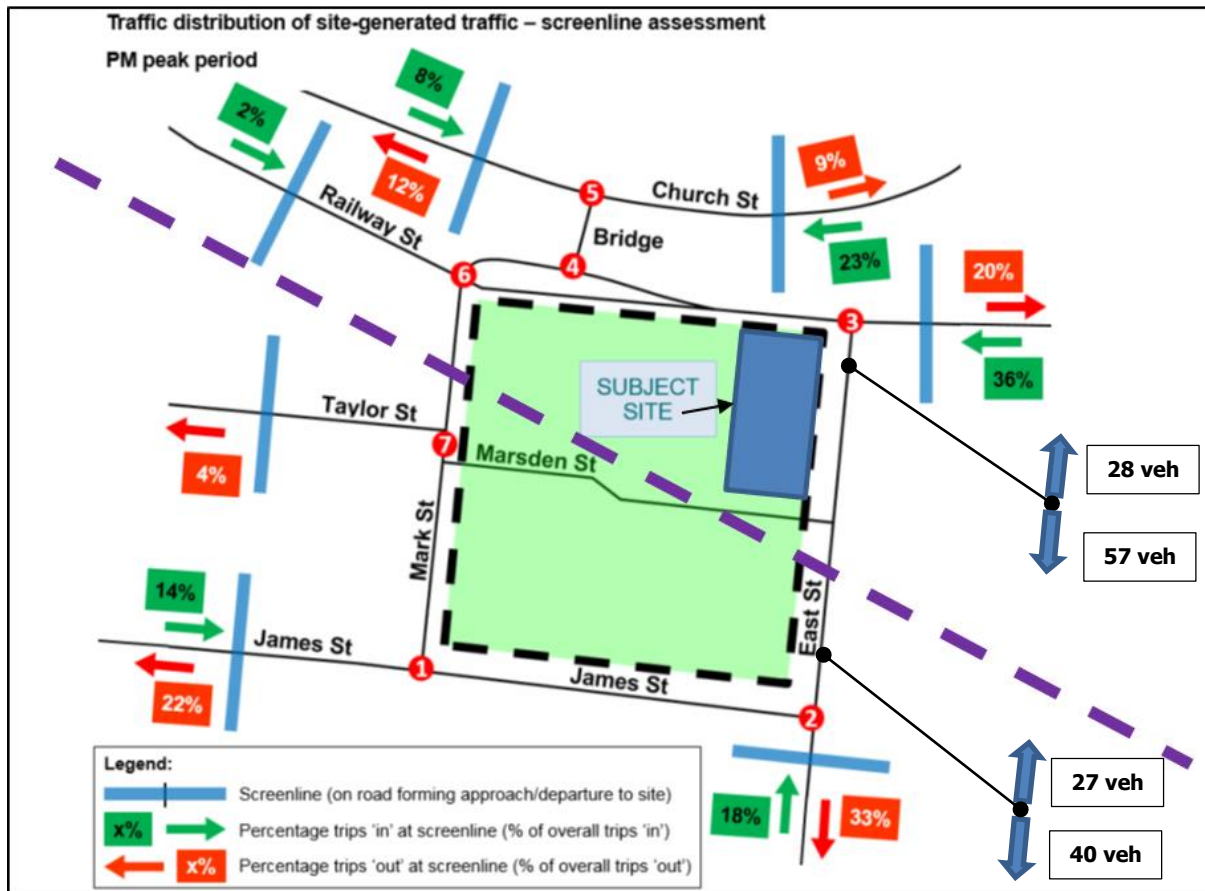 Traffic distribution of site-generated traffic – screenline assessment
PM peak period
8%
2%
12%
9%
Church St
Railway St
5
Bridge
23%
20%
6
4
3
36%
SUBJECT
SITE
Taylor St
7
Marsden St
4%
28 veh
57 veh
Mark St
14%
East St
James St
1
James St
22%
2
Legend:
Screenline (on road forming approach/departure to site)
x%
Percentage trips 'in' at screenline (% of overall trips 'in')
x%
Percentage trips 'out' at screenline (% of overall trips 'out')
18%
33%
27 veh
40 veh